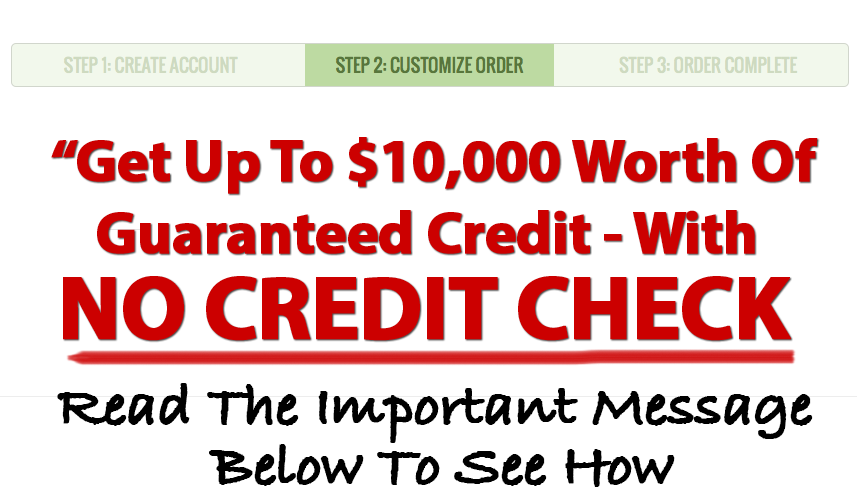 STEP 1: CREATE ACCOUNT
STEP 2: CUSTOMIZE ORDER
STEP 3: ORDER COMPLETE
“Get Up To $10,000 Worth Of
Guaranteed Credit - With
NO CREDIT CHECK
Read The Important Message
Below To See How